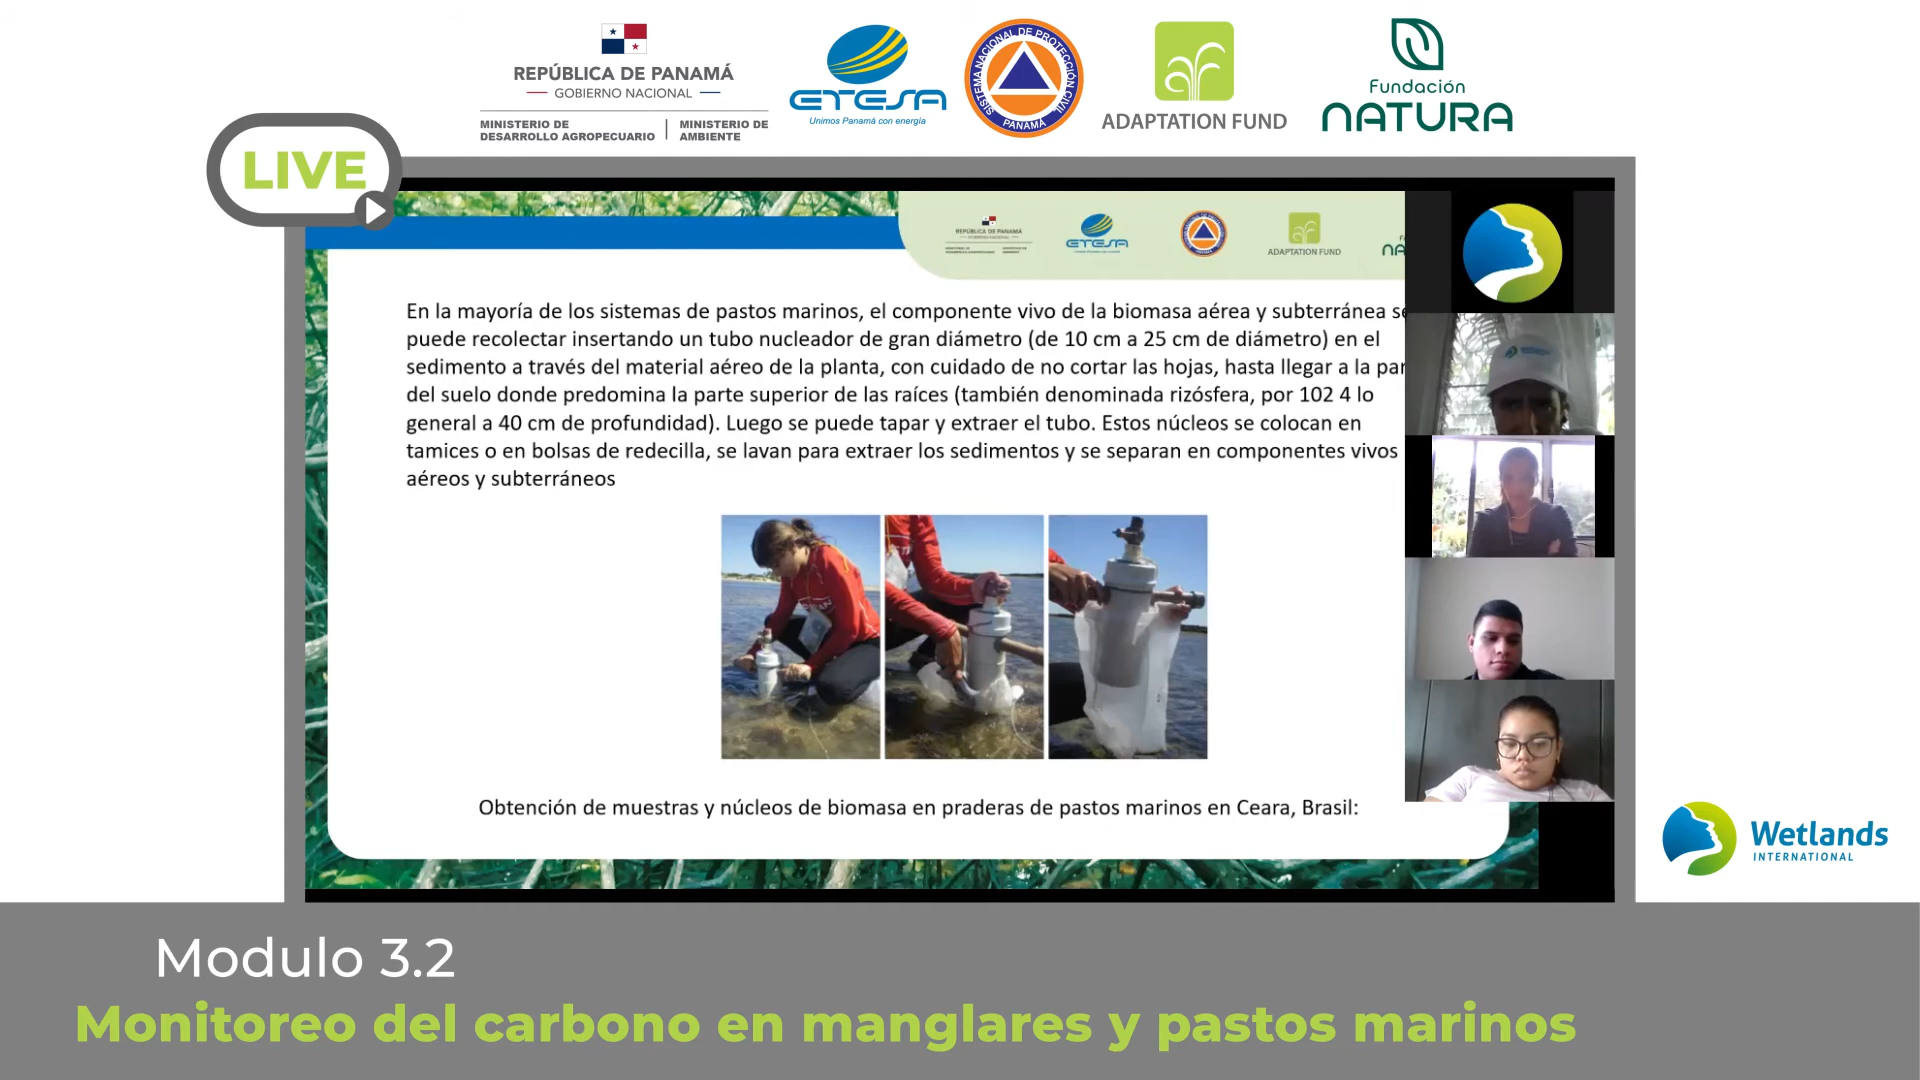 REPÚBLICA DE PANAMÁ
GOBIERNO NACIONAL
MINISTERIO DE
DESARROLLO AGROPECUARIO
MINISTERIO DE
AMBIENTE
ETESA
Unimos Panamá con energía
SISTEMA NACIONAL DE PROTECCIÓN CIVIL
PANAMÁ
ADAPTATION FUND
Fundación
NATURA
LIVE
REPÚBLICA DE PANAMÁ
ETESA
ADAPTATION FUND
NA
En la mayoría de los sistemas de pastos marinos, el componente vivo de la biomasa aérea y subterránea se
puede recolectar insertando un tubo nucleador de gran diámetro (de 10 cm a 25 cm de diámetro) en el
sedimento a través del material aéreo de la planta, con cuidado de no cortar las hojas, hasta llegar a la par
del suelo donde predomina la parte superior de las raíces (también denominada rizósfera, por 102 4 lo
general a 40 cm de profundidad). Luego se puede tapar y extraer el tubo. Estos núcleos se colocan en
tamices o en bolsas de redecilla, se lavan para extraer los sedimentos y se separan en componentes vivos
aéreos y subterráneos
Obtención de muestras y núcleos de biomasa en praderas de pastos marinos en Ceara, Brasil:
Wetlands
INTERNATIONAL
Modulo 3.2
Monitoreo del carbono en manglares y pastos marinos